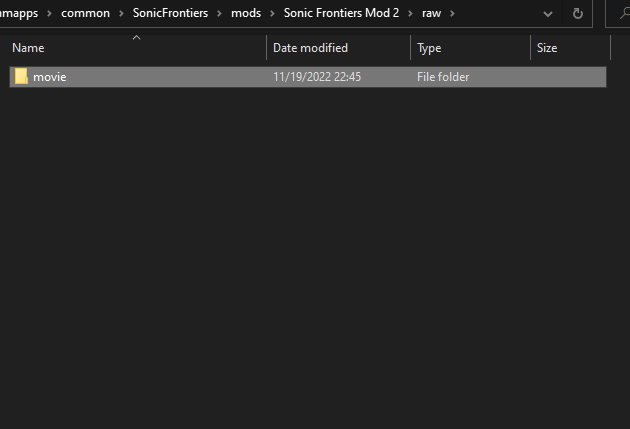 common > SonicFrontiers > mods > Sonic Frontiers Mod 2 > raw >
Name Date modified Type Size
movie 11/19/2022 22:45 File folder